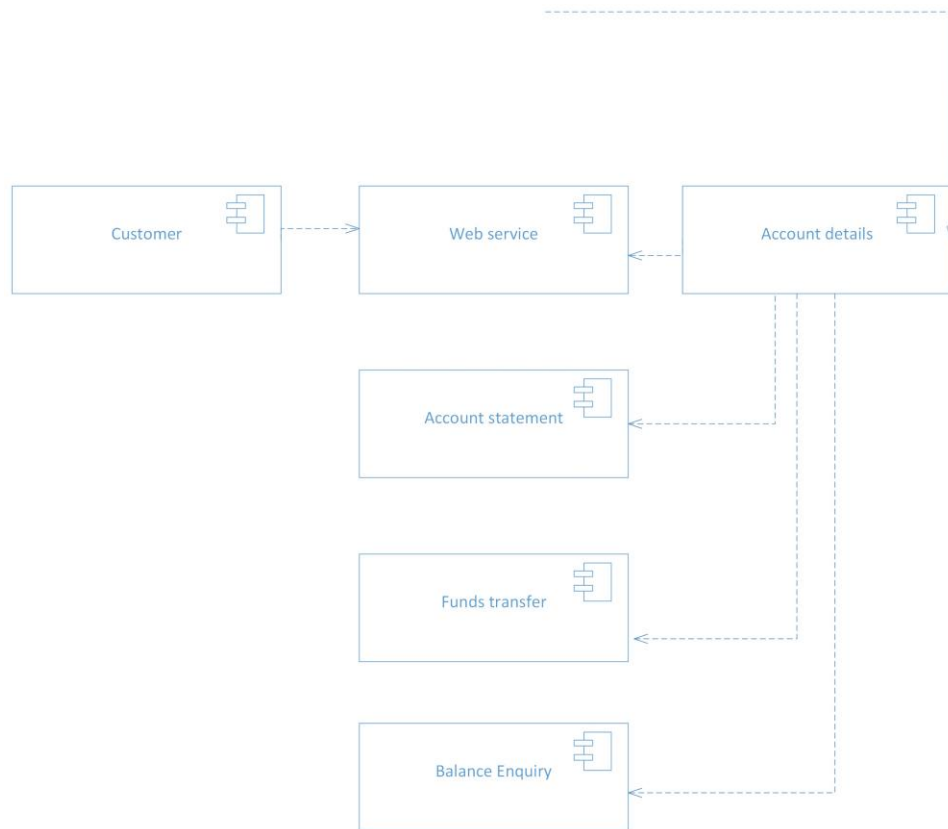 Customer
Web service
Account details
Account statement
Funds transfer
Balance Enquiry